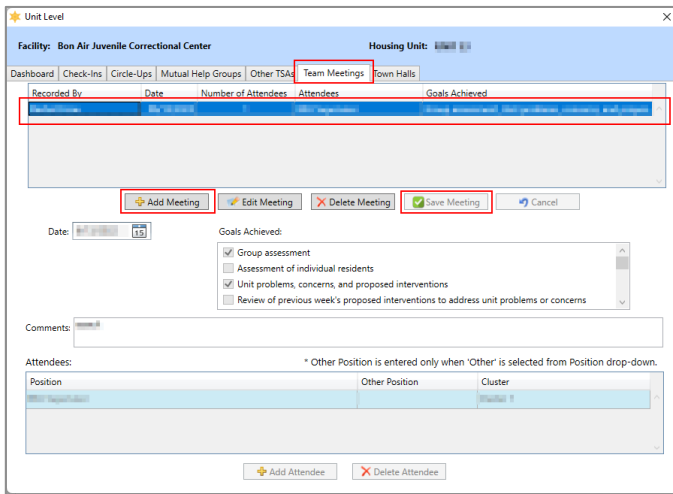 Unit Level
Facility: Bon Air Juvenile Correctional Center Housing Unit:
Dashboard Check-Ins Circle-Ups Mutual Help Groups Other TSAs Team Meetings Town Halls
Recorded By Date Number of Attendees Attendees Goals Achieved
Add Meeting Edit Meeting Delete Meeting Save Meeting Cancel
Date: 15 Goals Achieved:
Group assessment
Assessment of individual residents
Unit problems, concerns, and proposed interventions
Review of previous week's proposed interventions to address unit problems or concerns
Comments:
Attendees: * Other Position is entered only when 'Other' is selected from Position drop-down.
Position Other Position Cluster
Add Attendee Delete Attendee